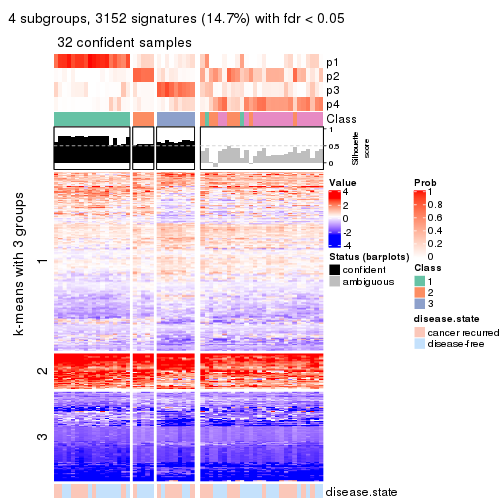 4 subgroups, 3152 signatures (14.7%) with fdr < 0.05
32 confident samples
p1
p2
p3
p4
Class
1
0.5
0
Silhouette
score
k-means with 3 groups
1
2
3
disease.state
Value
4
2
0
-2
-4
Status (barplots)
confident
ambiguous
Prob
1
0.8
0.6
0.4
0.2
0
Class
1
2
3
disease.state
cancer recurred
disease-free